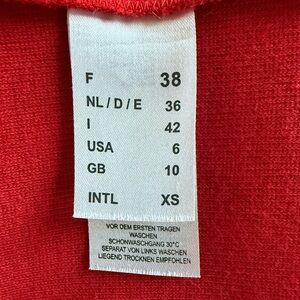 F 38
NL / D / E 36
I 42
USA 6
GB 10
INTL XS
VOR DEM ERSTEN TRAGEN
WASCHEN
SCHONWASCHGANG 30°C
SEPARAT VON LINKS WASCHEN
LIEGEND TROCKNEN EMPFOHLEN